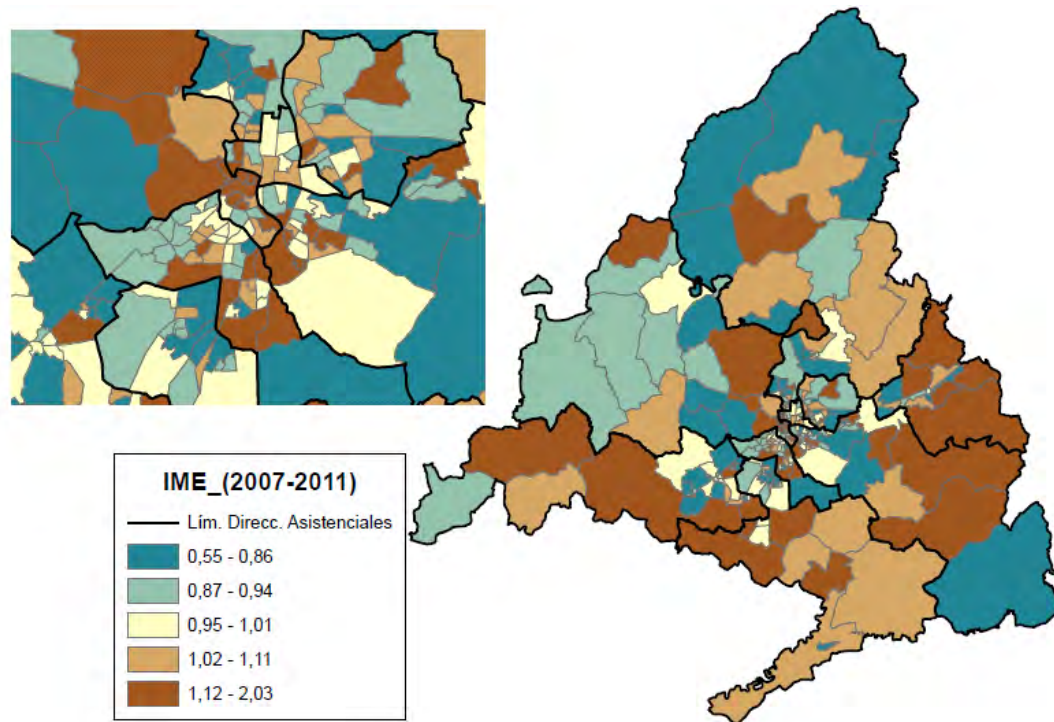 IME_(2007-2011)
Lím. Direcc. Asistenciales
0,55 - 0,86
0,87 - 0,94
0,95 - 1,01
1,02 - 1,11
1,12 - 2,03